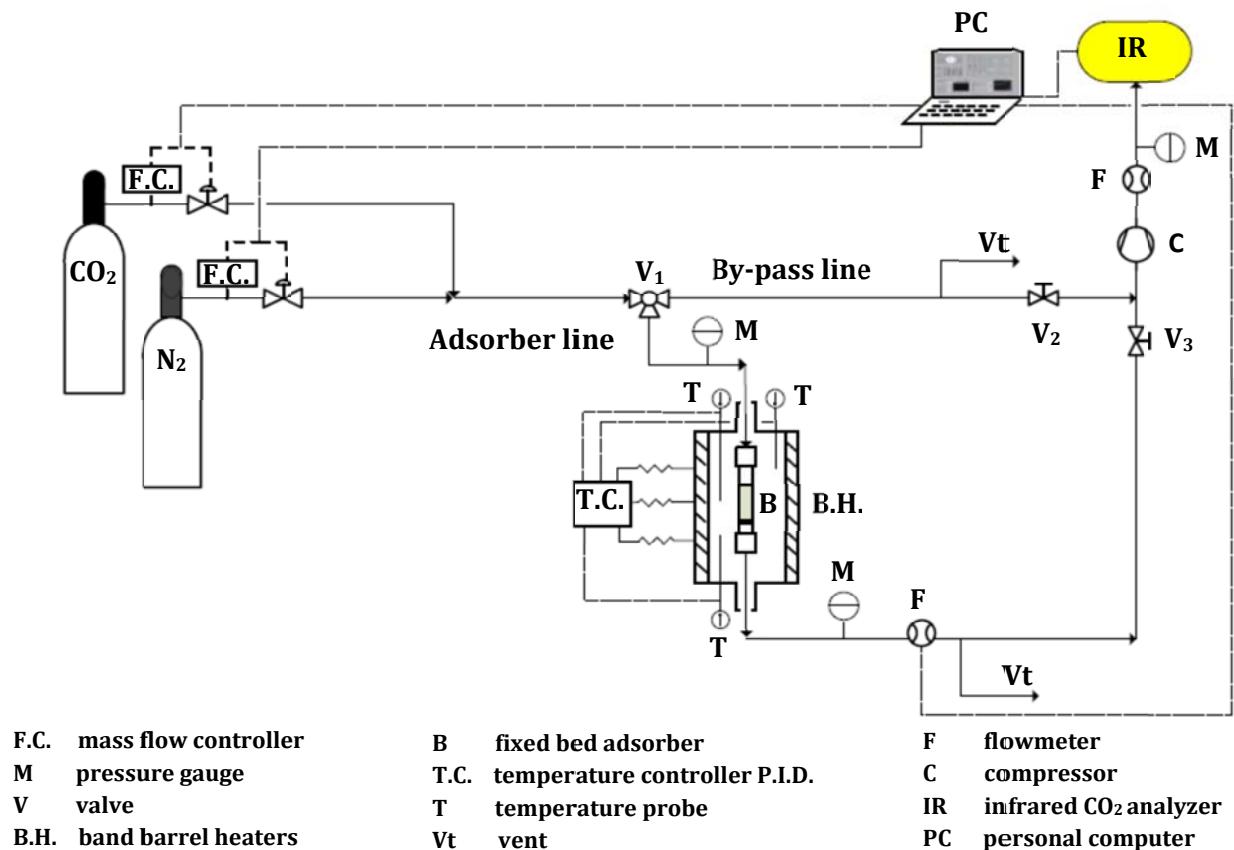 PC
IR
F.C.
M
F
CO₂
F.C.
Vt
C
V₁
By-pass line
N₂
Adsorber line
M
V₂
V₃
T
T
T.C.
B
B.H.
M
F
T
Vt
F.C. mass flow controller
M pressure gauge
V valve
B.H. band barrel heaters
B fixed bed adsorber
T.C. temperature controller P.I.D.
T temperature probe
Vt vent
F flowmeter
C compressor
IR infrared CO₂ analyzer
PC personal computer